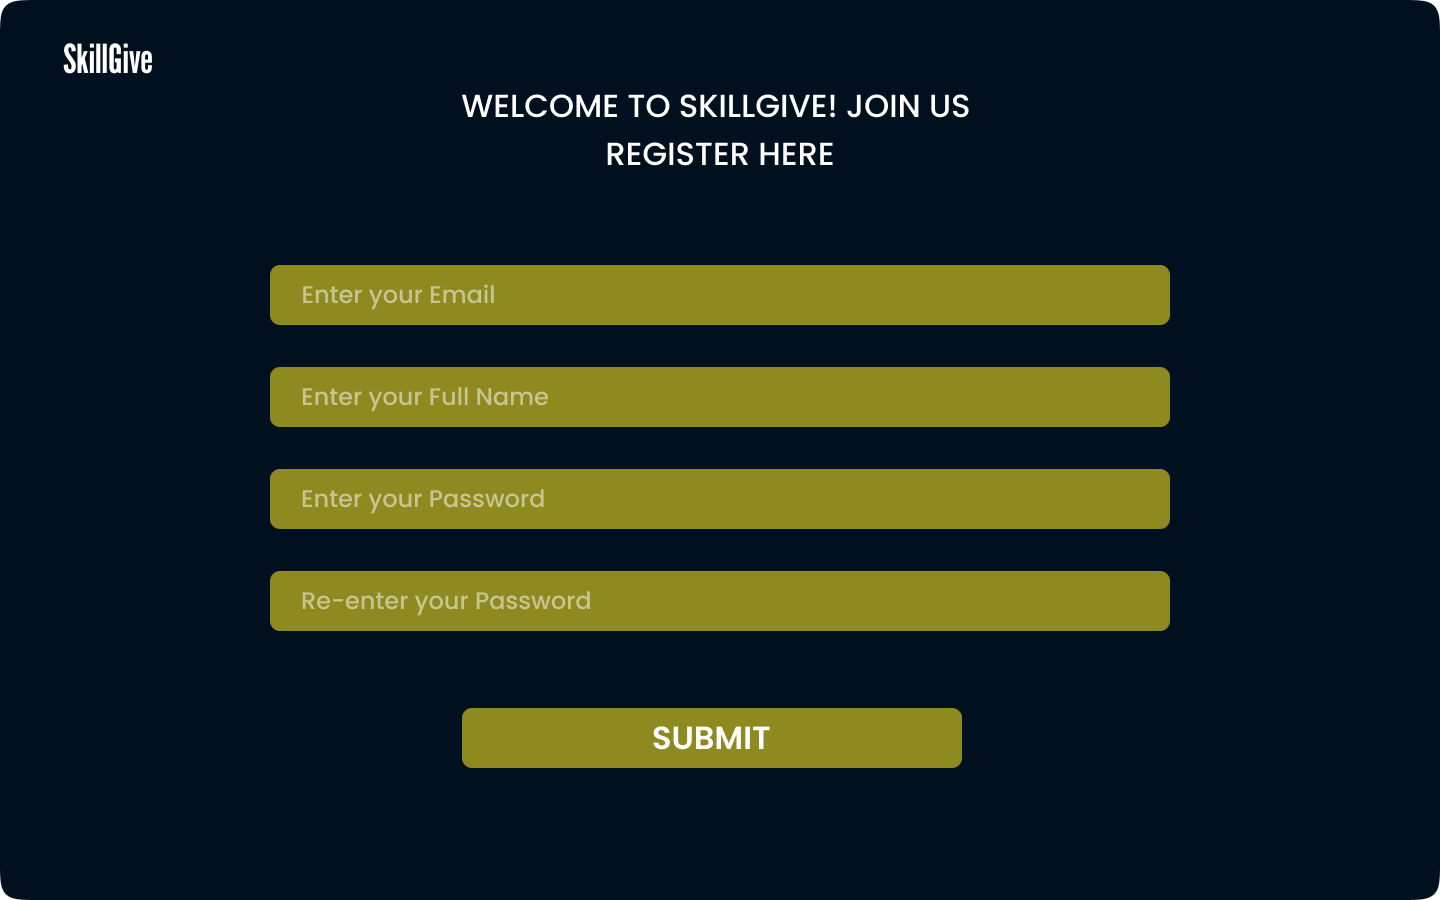 SkillGive
WELCOME TO SKILLGIVE! JOIN US
REGISTER HERE
Enter your Email
Enter your Full Name
Enter your Password
Re-enter your Password
SUBMIT